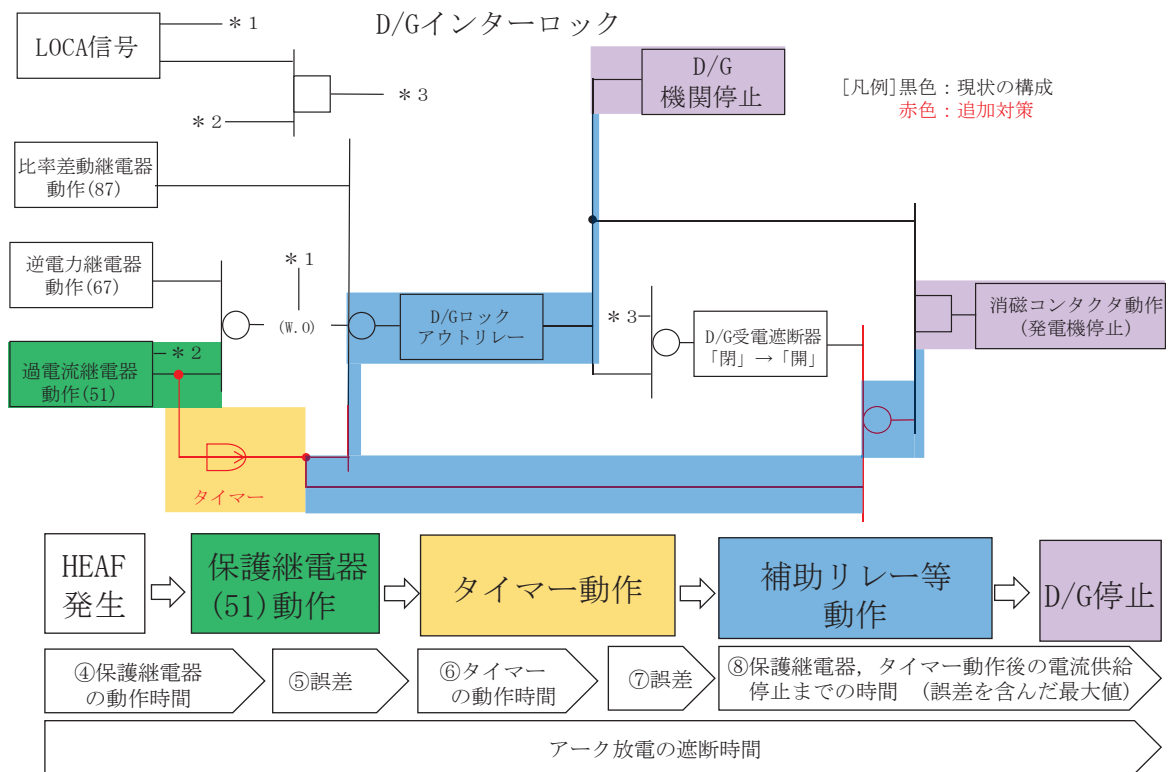 D/Gインターロック
LOCA信号
*1
*2
*3
D/G
機関停止
[凡例]黒色:現状の構成
赤色:追加対策
比率差動継電器
動作(87)
逆電力継電器
動作(67)
*1
(W.O)
D/Gロック
アウトリレー
*3
D/G受電遮断器
「閉」→「開」
消磁コンタクタ動作
(発電機停止)
過電流継電器
動作(51)
*2
タイマー
HEAF
発生
保護継電器
(51)動作
タイマー動作
補助リレー等
動作
D/G停止
④保護継電器
の動作時間
⑤誤差
⑥タイマー
の動作時間
⑦誤差
⑧保護継電器,タイマー動作後の電流供給
停止までの時間 (誤差を含んだ最大値)
アーク放電の遮断時間